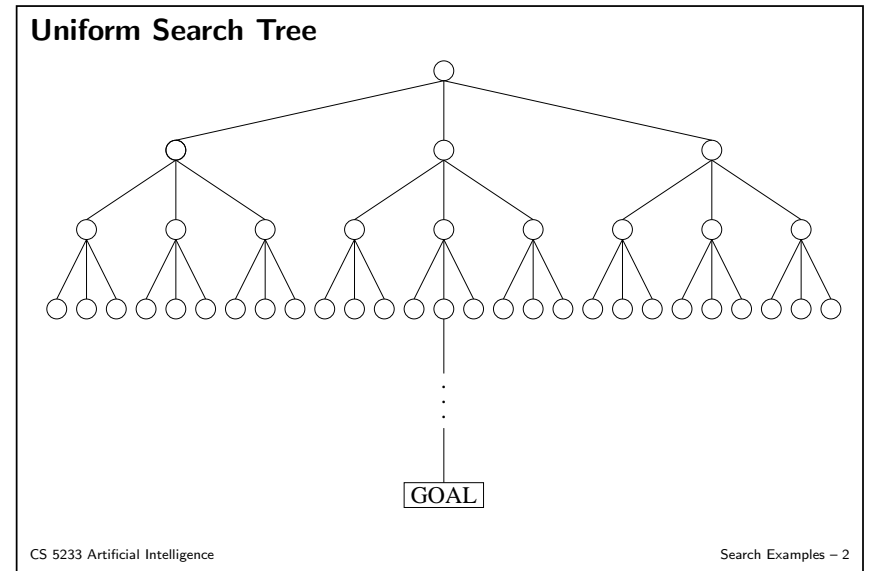 Uniform Search Tree
.
.
.
GOAL
CS 5233 Artificial Intelligence
Search Examples – 2